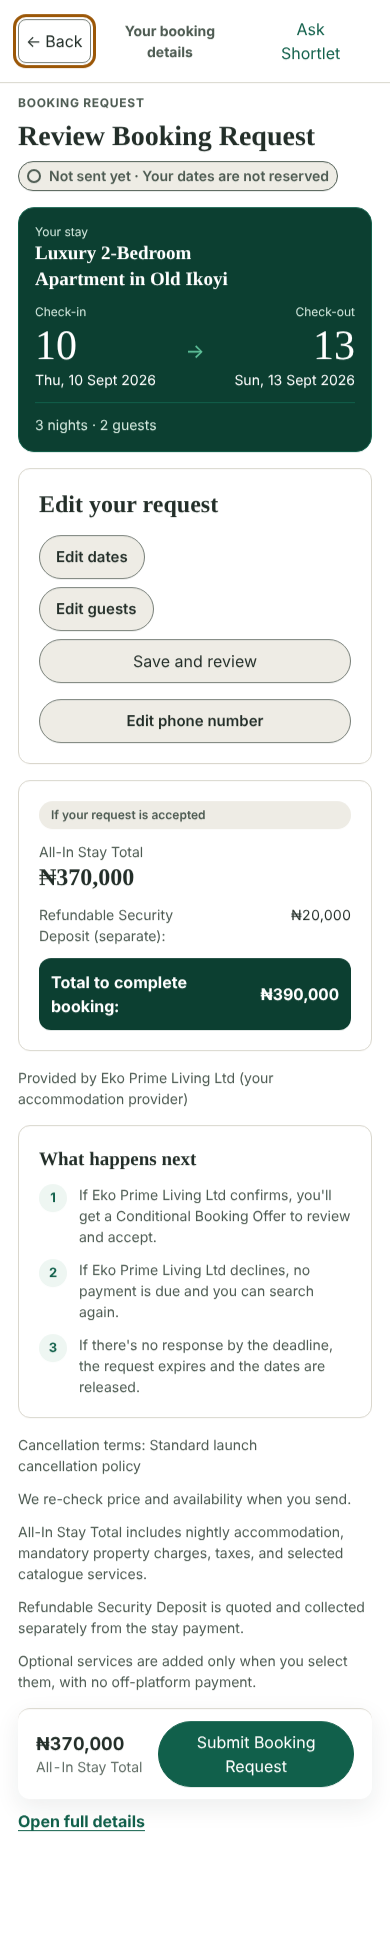 ← Back
Your booking
details
Ask
Shortlet
BOOKING REQUEST
Review Booking Request
Not sent yet · Your dates are not reserved
Your stay
Luxury 2-Bedroom
Apartment in Old Ikoyi
Check-in
Check-out
10
→
13
Thu, 10 Sept 2026
Sun, 13 Sept 2026
3 nights · 2 guests
Edit your request
Edit dates
Edit guests
Save and review
Edit phone number
If your request is accepted
All-In Stay Total
₦370,000
Refundable Security
Deposit (separate):
₦20,000
Total to complete
booking:
₦390,000
Provided by Eko Prime Living Ltd (your
accommodation provider)
What happens next
1
If Eko Prime Living Ltd confirms, you'll
get a Conditional Booking Offer to review
and accept.
2
If Eko Prime Living Ltd declines, no
payment is due and you can search
again.
3
If there's no response by the deadline,
the request expires and the dates are
released.
Cancellation terms: Standard launch
cancellation policy
We re-check price and availability when you send.
All-In Stay Total includes nightly accommodation,
mandatory property charges, taxes, and selected
catalogue services.
Refundable Security Deposit is quoted and collected
separately from the stay payment.
Optional services are added only when you select
them, with no off-platform payment.
₦370,000
All-In Stay Total
Submit Booking
Request
Open full details